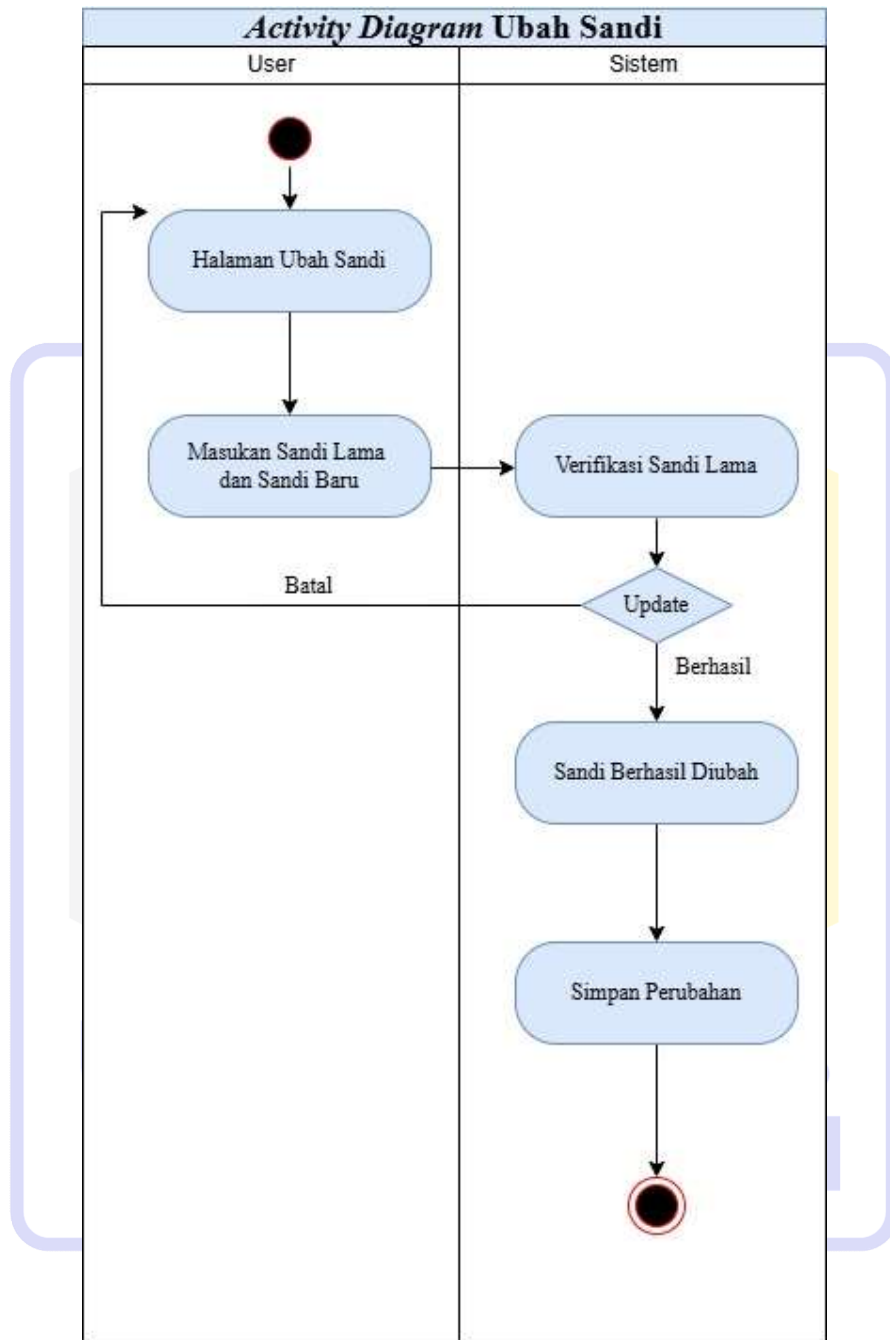 Activity Diagram Ubah Sandi
User
Sistem
Halaman Ubah Sandi
Masukan Sandi Lama
dan Sandi Baru
Verifikasi Sandi Lama
Batal
Update
Berhasil
Sandi Berhasil Diubah
Simpan Perubahan